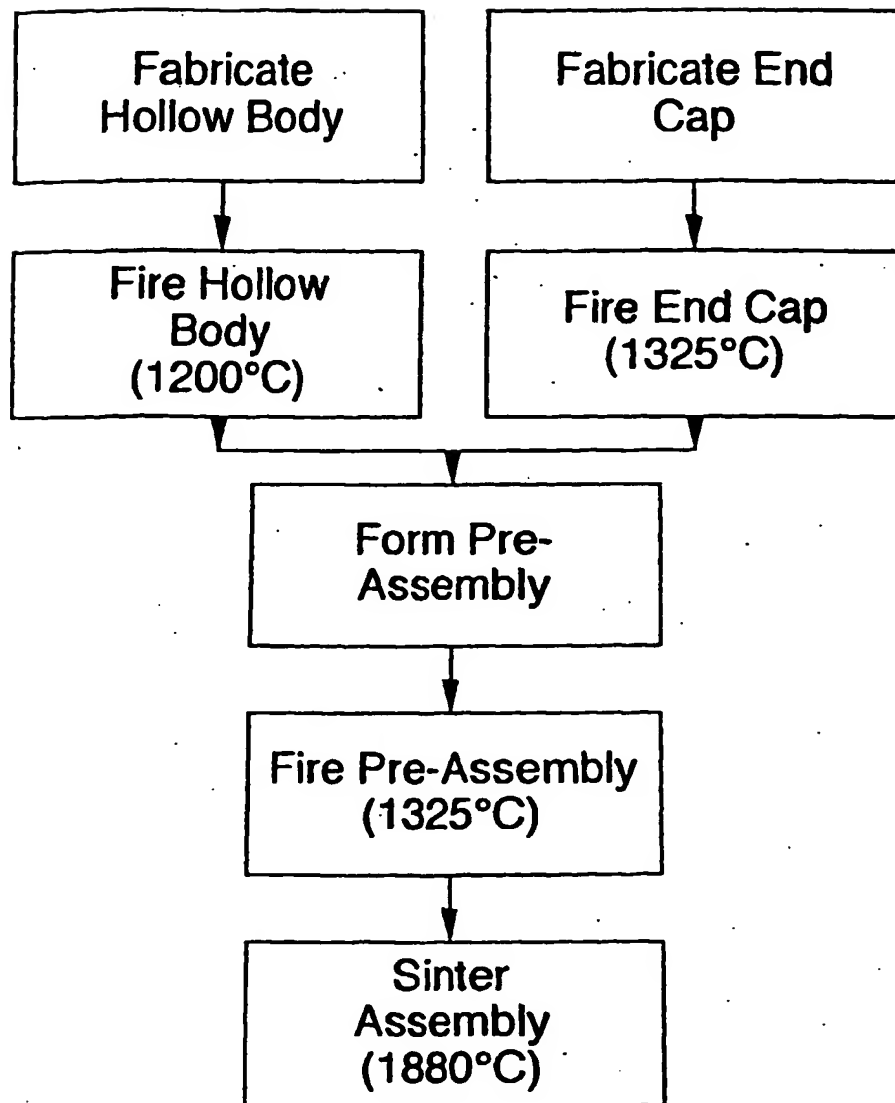 Fabricate
Hollow Body
Fabricate End
Cap
Fire Hollow
Body
(1200°C)
Fire End Cap
(1325°C)
Form Pre-
Assembly
Fire Pre-Assembly
(1325°C)
Sinter
Assembly
(1880°C)